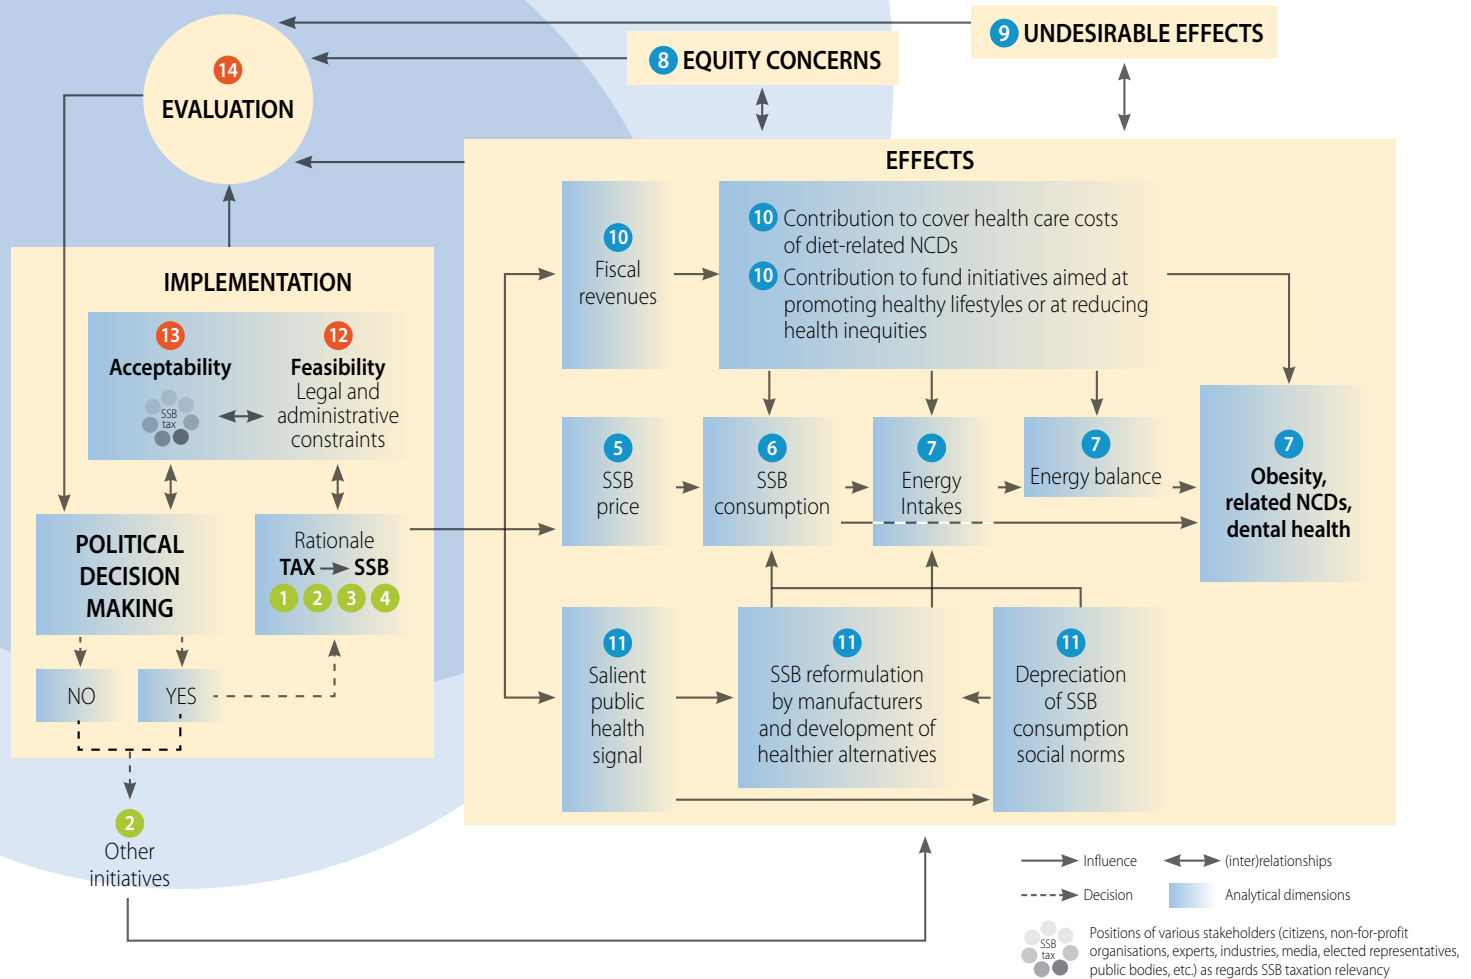 9 UNDESIRABLE EFFECTS
8 EQUITY CONCERNS
14
EVALUATION
EFFECTS
10
Fiscal
revenues
10 Contribution to cover health care costs
of diet-related NCDs
10 Contribution to fund initiatives aimed at
promoting healthy lifestyles or at reducing
health inequities
IMPLEMENTATION
13
Acceptability
SSB
tax
12
Feasibility
Legal and
administrative
constraints
5
SSB
price
6
SSB
consumption
7
Energy
Intakes
7
Energy balance
7
Obesity,
related NCDs,
dental health
POLITICAL
DECISION
MAKING
Rationale
TAX SSB
1 2 3 4
NO
YES
11
Salient
public
health
signal
11
SSB reformulation
by manufacturers
and development of
healthier alternatives
11
Depreciation
of SSB
consumption
social norms
2
Other
initiatives
Influence
(inter)relationships
Decision
Analytical dimensions
SSB
tax
Positions of various stakeholders (citizens, non-for-profit
organisations, experts, industries, media, elected representatives,
public bodies, etc.) as regards SSB taxation relevancy